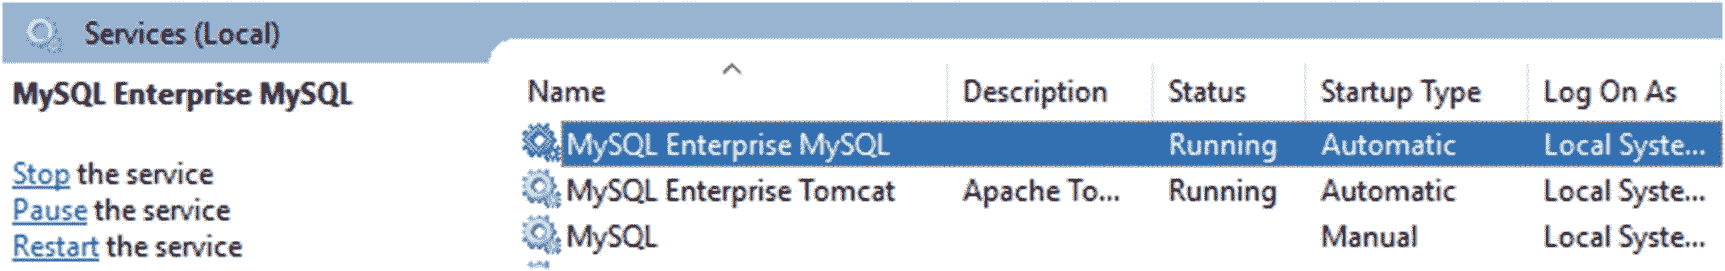 Services (Local)
MySQL Enterprise MySQL
Stop the service
Pause the service
Restart the service
Name Description Status Startup Type Log On As
MySQL Enterprise MySQL Running Automatic Local Syste...
MySQL Enterprise Tomcat Apache To... Running Automatic Local Syste...
MySQL Manual Local Syste...